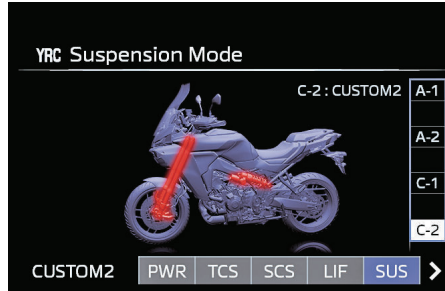 YRC Suspension Mode
C-2 : CUSTOM2
A-1
A-2
C-1
C-2
CUSTOM2 PWR TCS SCS LIF SUS >